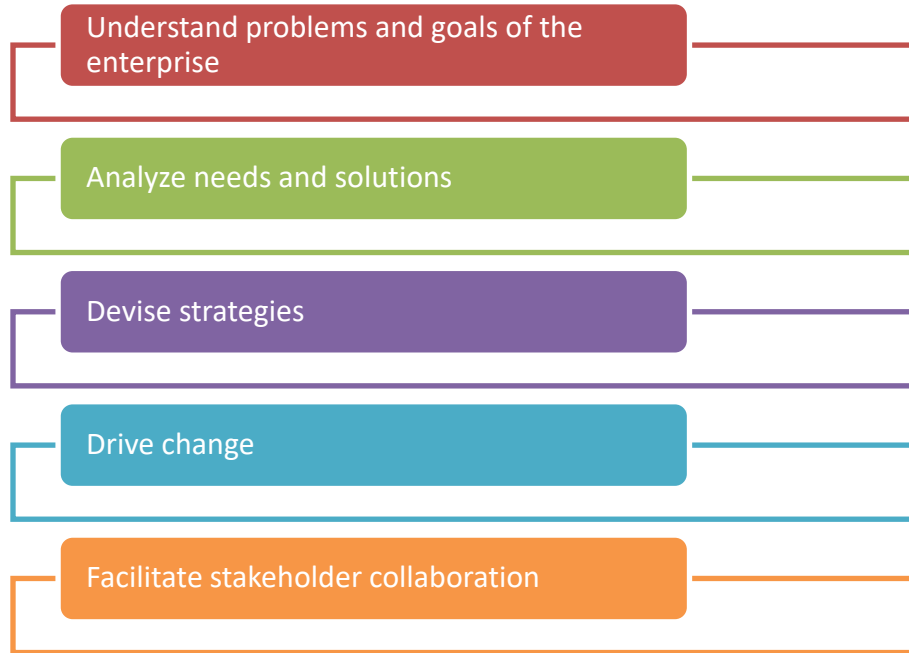 Understand problems and goals of the
enterprise
Analyze needs and solutions
Devise strategies
Drive change
Facilitate stakeholder collaboration